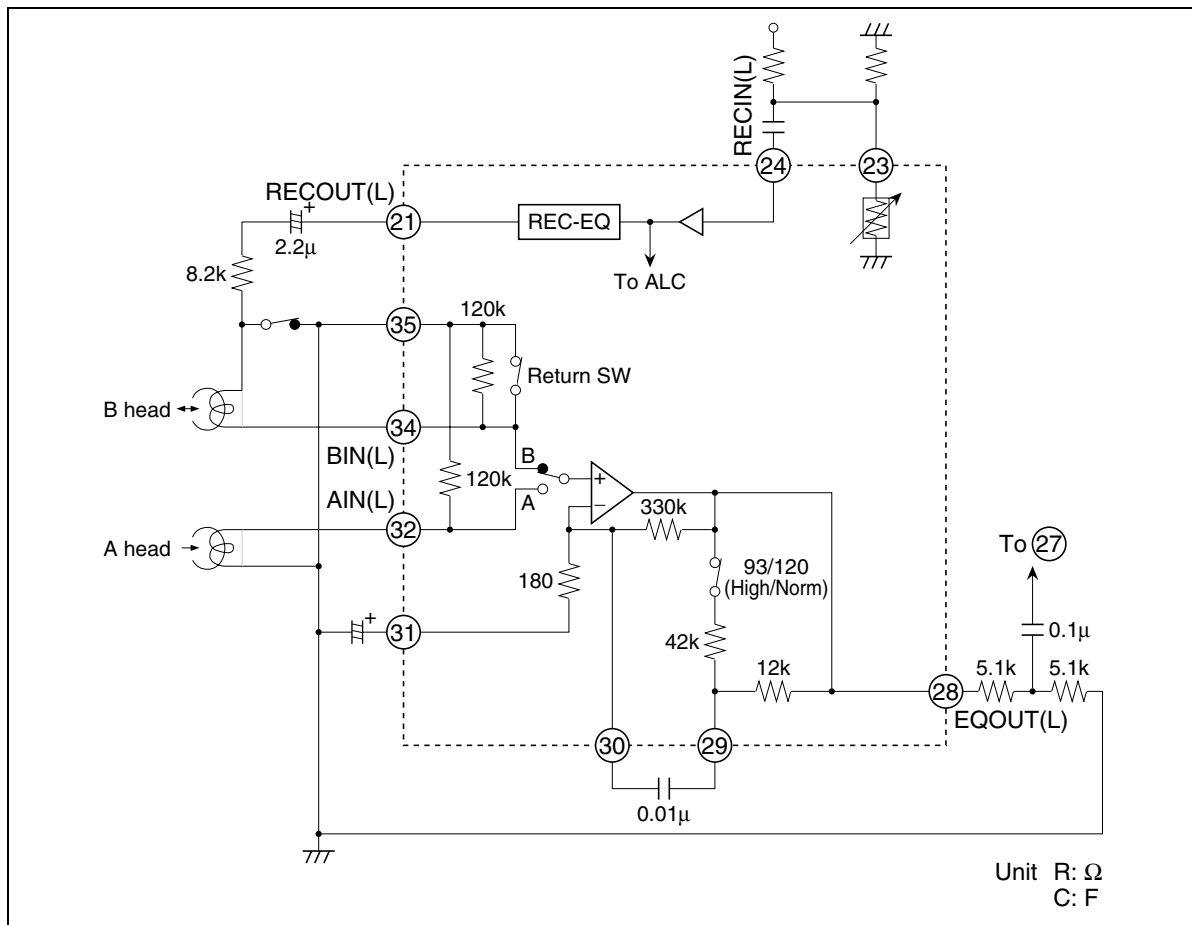 RECIN(L)
24
23
RECOUT(L)
+
2.2μ
21
REC-EQ
To ALC
8.2k
35
120k
Return SW
B head
34
BIN(L)
B
120k
A
+
−
AIN(L)
330k
32
A head
180
93/120
(High/Norm)
To 27
+
31
42k
0.1μ
12k
5.1k
5.1k
28
EQOUT(L)
30
29
0.01μ
Unit R: Ω
C: F